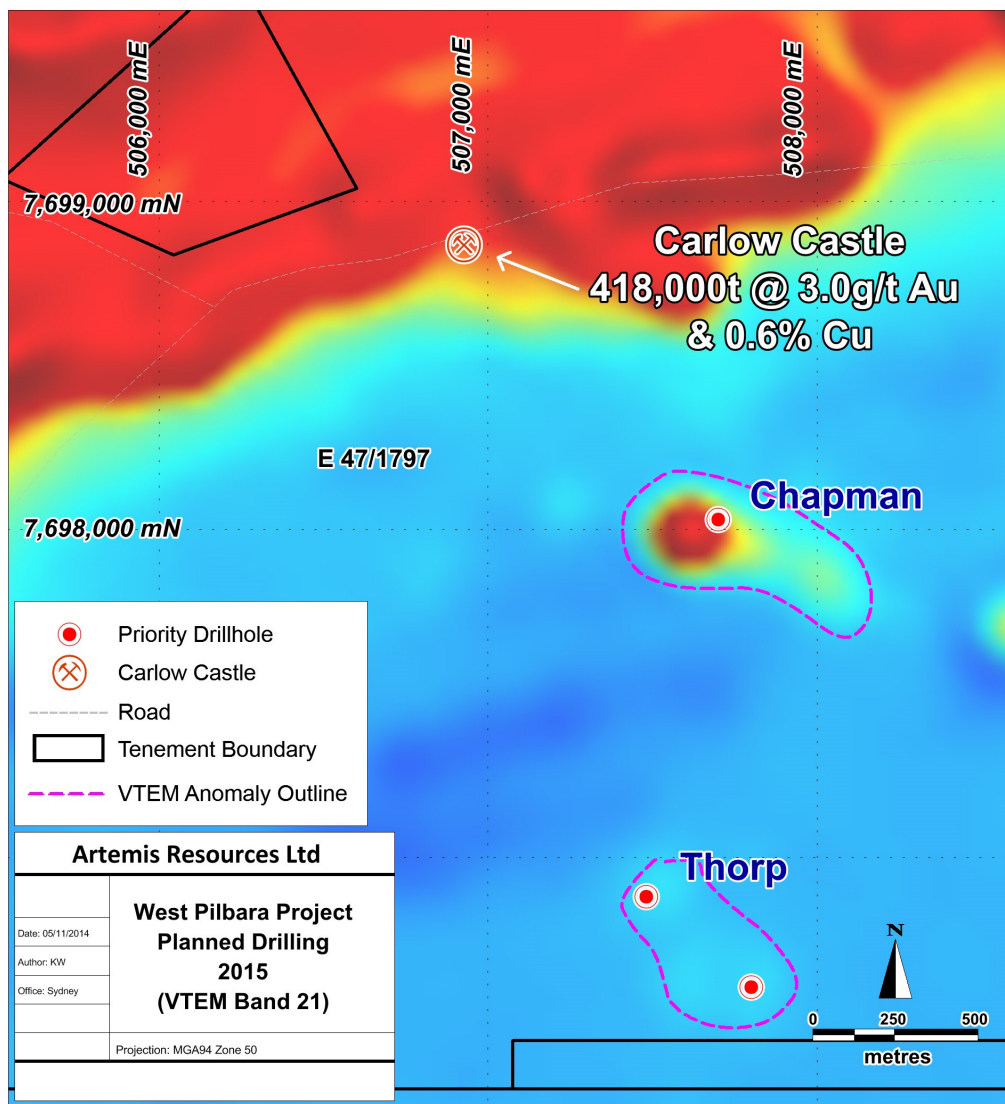 506,000 mE
507,000 mE
508,000 mE
7,699,000 mN
Carlow Castle
418,000t @ 3.0g/t Au
& 0.6% Cu
E 47/1797
Chapman
7,698,000 mN
Priority Drillhole
Carlow Castle
Road
Tenement Boundary
VTEM Anomaly Outline
Thorp
Artemis Resources Ltd
Date: 05/11/2014
Author: KW
Office: Sydney
West Pilbara Project
Planned Drilling
2015
(VTEM Band 21)
Projection: MGA94 Zone 50
N
0 250 500
metres